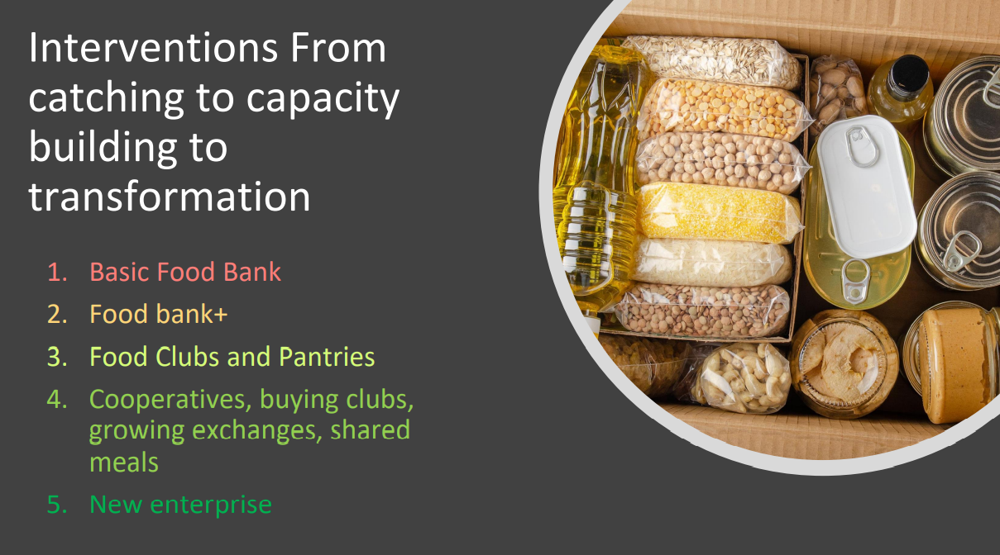 Interventions From
catching to capacity
building to
transformation
1. Basic Food Bank
2. Food bank+
3. Food Clubs and Pantries
4. Cooperatives, buying clubs,
growing exchanges, shared
meals
5. New enterprise